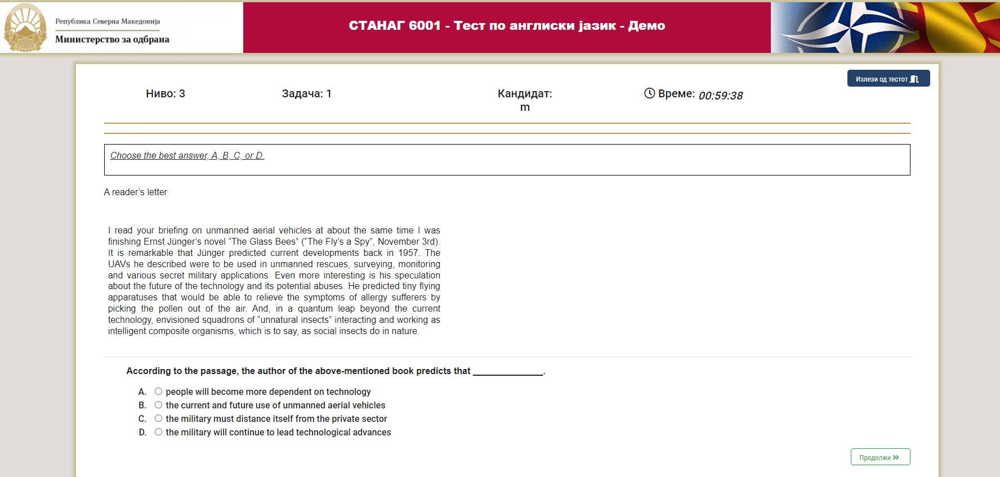 Република Северна Македонија
Министерство за одбрана
СТАНАГ 6001 - Тест по англиски јазик - Демо
Излези од тестот
Ниво: 3
Задача: 1
Кандидат:
m
Време: 00:59:38
Choose the best answer, A, B, C, or D.
A reader’s letter
I read your briefing on unmanned aerial vehicles at about the same time I was
finishing Ernst Jünger’s novel “The Glass Bees” (“The Fly’s a Spy”, November 3rd).
It is remarkable that Jünger predicted current developments back in 1957. The
UAVs he described were to be used in unmanned rescues, surveying, monitoring
and various secret military applications. Even more interesting is his speculation
about the future of the technology and its potential abuses. He predicted tiny flying
apparatuses that would be able to relieve the symptoms of allergy sufferers by
picking the pollen out of the air. And, in a quantum leap beyond the current
technology, envisioned squadrons of “unnatural insects” interacting and working as
intelligent composite organisms, which is to say, as social insects do in nature.
According to the passage, the author of the above-mentioned book predicts that ______________.
A. people will become more dependent on technology
B. the current and future use of unmanned aerial vehicles
C. the military must distance itself from the private sector
D. the military will continue to lead technological advances
Продолжи